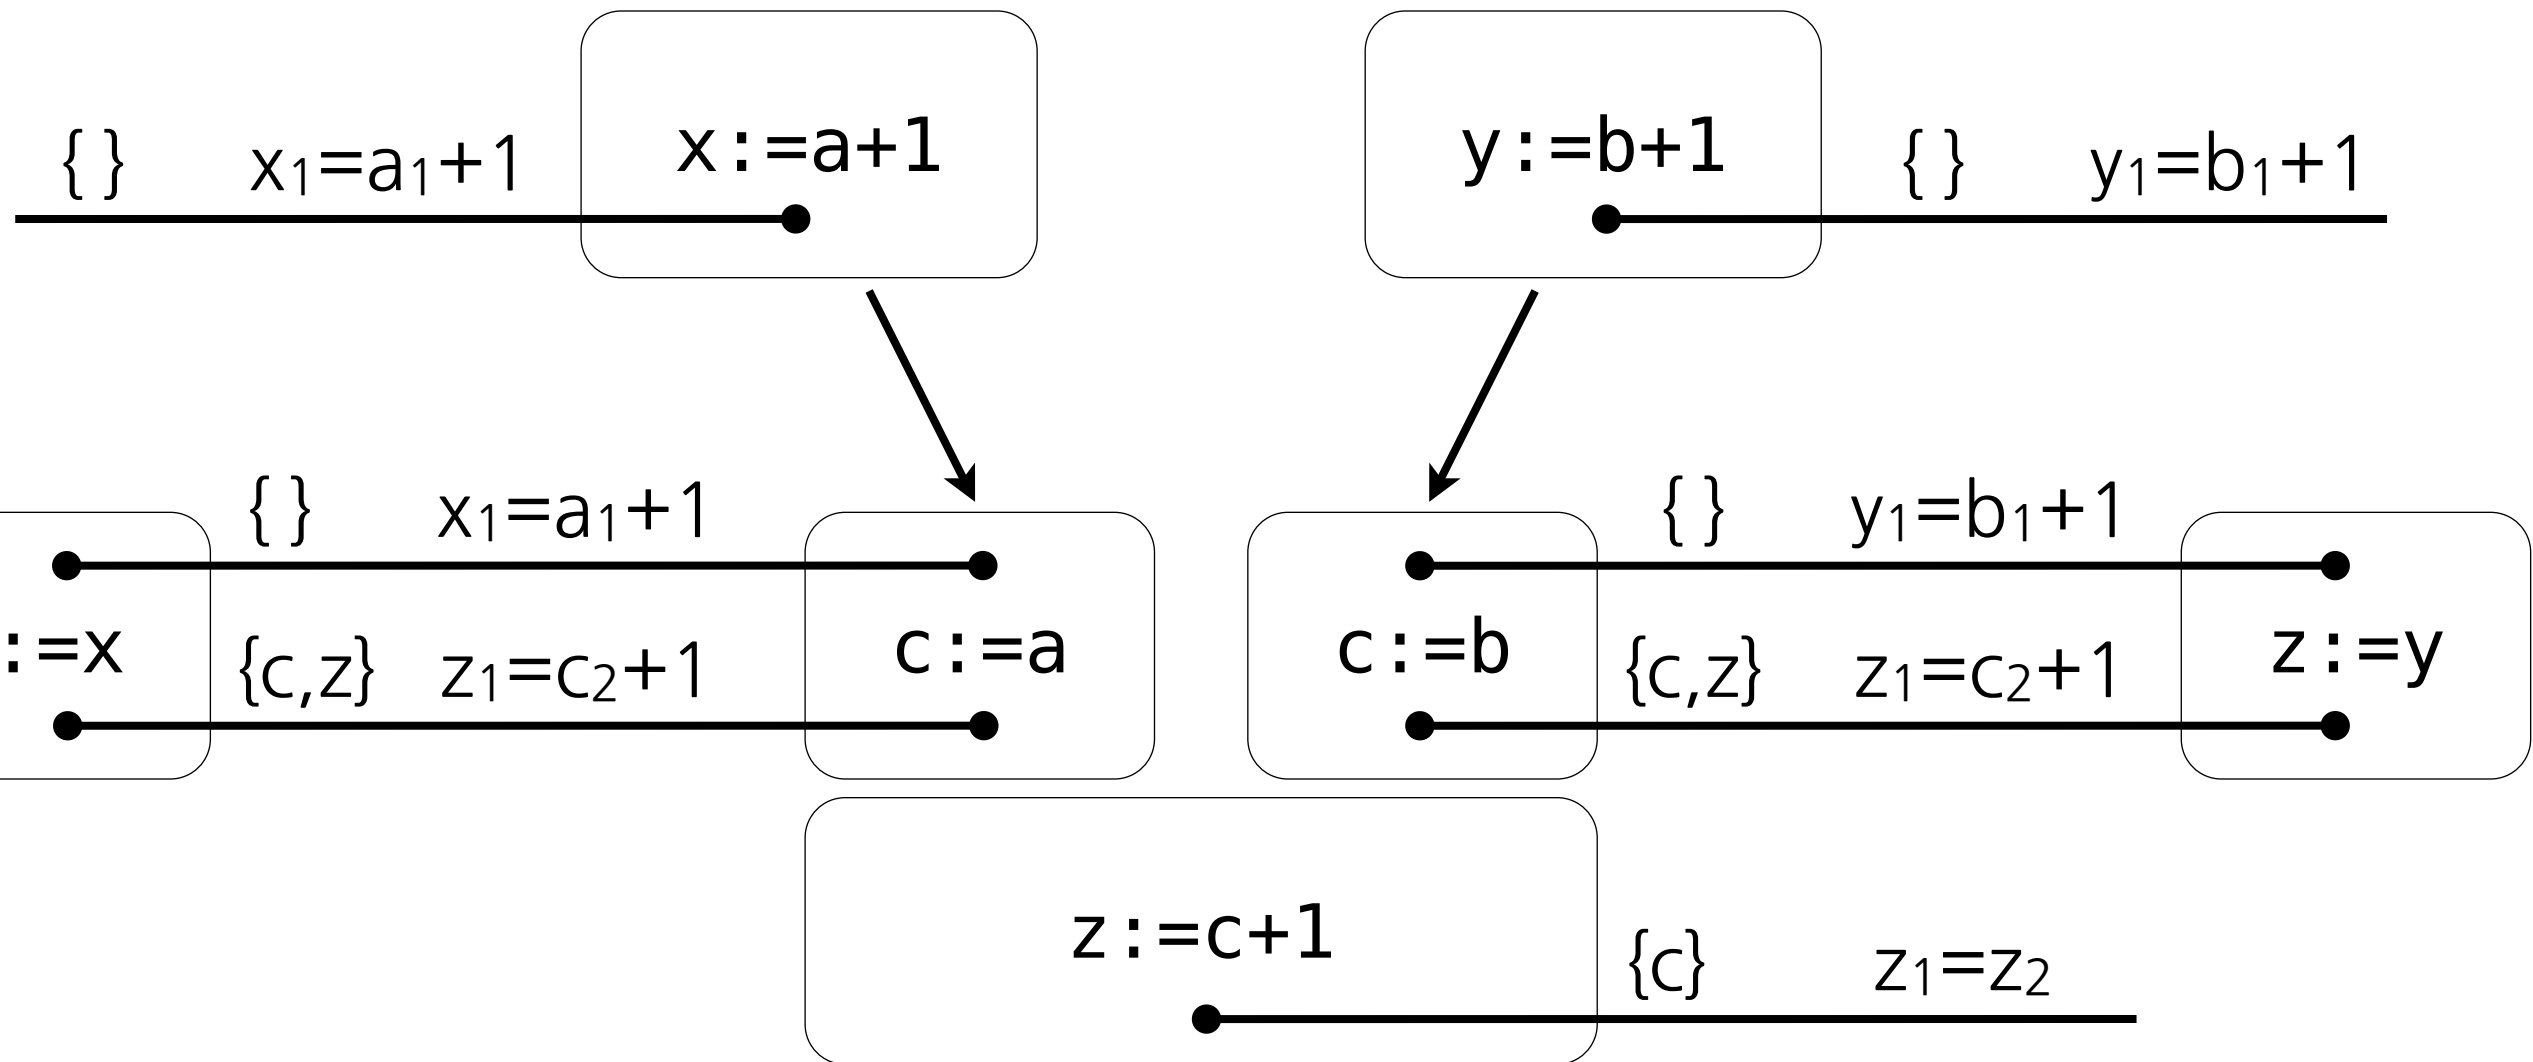 { } x₁=a₁+1 x:=a+1 y:=b+1 { } y₁=b₁+1
{ } x₁=a₁+1 { } y₁=b₁+1
:=x {c,z} z₁=c₂+1 c:=a c:=b {c,z} z₁=c₂+1 z:=y
z:=c+1 {c} z₁=z₂